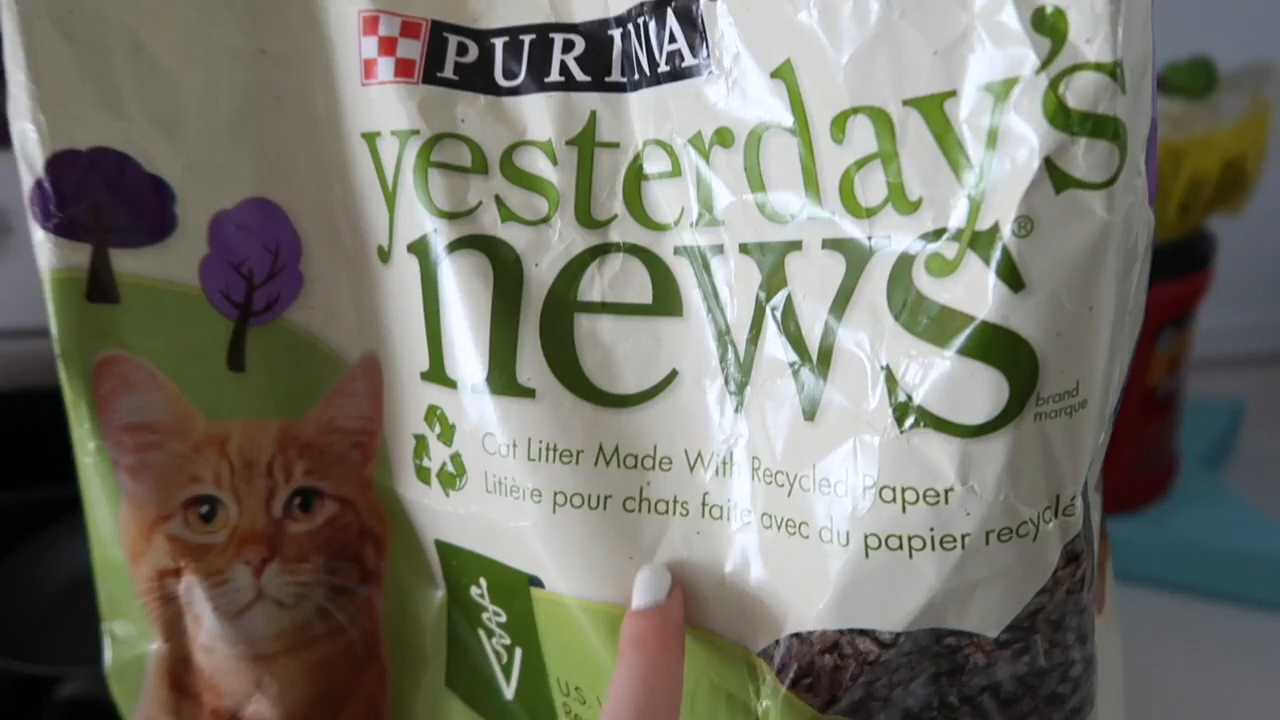 PURINA
yesterday's
news®
brand
marque
Cat Litter Made With Recycled Paper
Litière pour chats faite avec du papier recyclé
U.S.